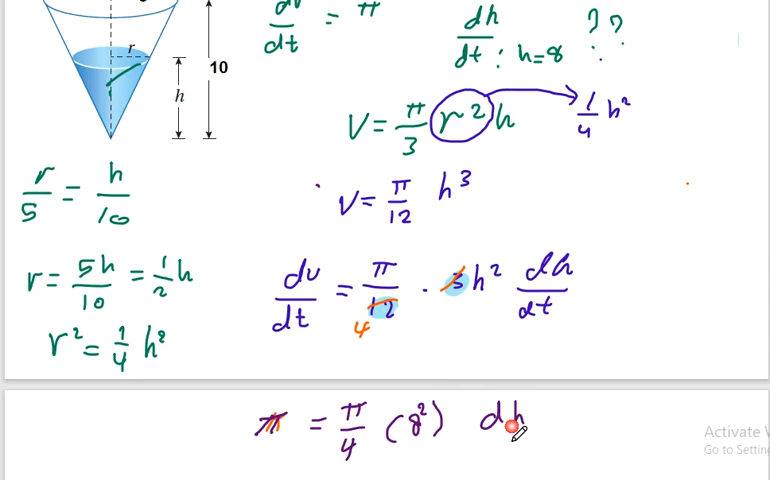 dv/dt = π
dh/dt : h=8 ??
r
h
10
V = π/3 r² h → 1/4 h²
r/5 = h/10
V = π/12 h³
r = 5h/10 = 1/2 h
dv/dt = π/12 · 3h² dh/dt
4
r² = 1/4 h²
π = π/4 (8²) dh
Activate
Go to Setting